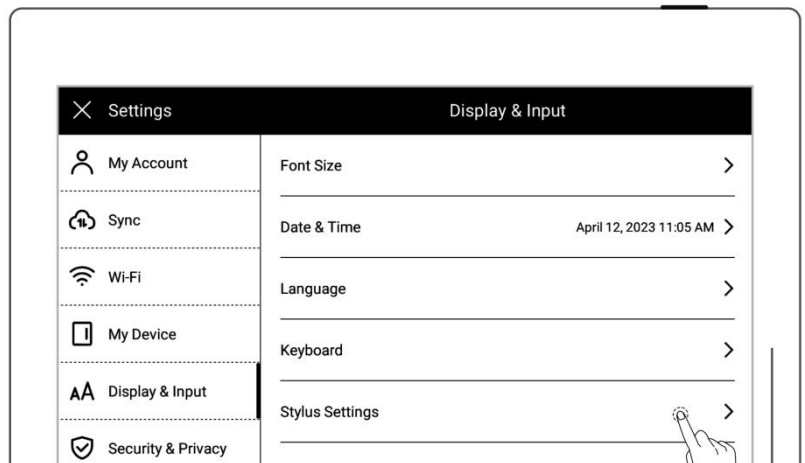 Settings
Display & Input
My Account
Sync
Wi-Fi
My Device
AA Display & Input
Security & Privacy
Font Size
Date & Time April 12, 2023 11:05 AM
Language
Keyboard
Stylus Settings